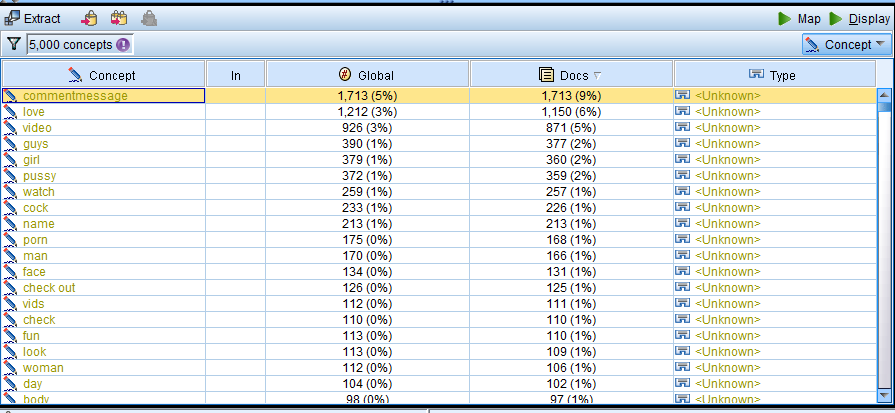 Extract Map Display
5,000 concepts Concept
Concept In Global Docs Type
commentmessage 1,713 (5%) 1,713 (9%) <Unknown>
love 1,212 (3%) 1,150 (6%) <Unknown>
video 926 (3%) 871 (5%) <Unknown>
guys 390 (1%) 377 (2%) <Unknown>
girl 379 (1%) 360 (2%) <Unknown>
pussy 372 (1%) 359 (2%) <Unknown>
watch 259 (1%) 257 (1%) <Unknown>
cock 233 (1%) 226 (1%) <Unknown>
name 213 (1%) 213 (1%) <Unknown>
porn 175 (0%) 168 (1%) <Unknown>
man 170 (0%) 166 (1%) <Unknown>
face 134 (0%) 131 (1%) <Unknown>
check out 126 (0%) 125 (1%) <Unknown>
vids 112 (0%) 111 (1%) <Unknown>
check 110 (0%) 110 (1%) <Unknown>
fun 113 (0%) 110 (1%) <Unknown>
look 113 (0%) 109 (1%) <Unknown>
woman 112 (0%) 106 (1%) <Unknown>
day 104 (0%) 102 (1%) <Unknown>
body 98 (0%) 97 (1%) <Unknown>